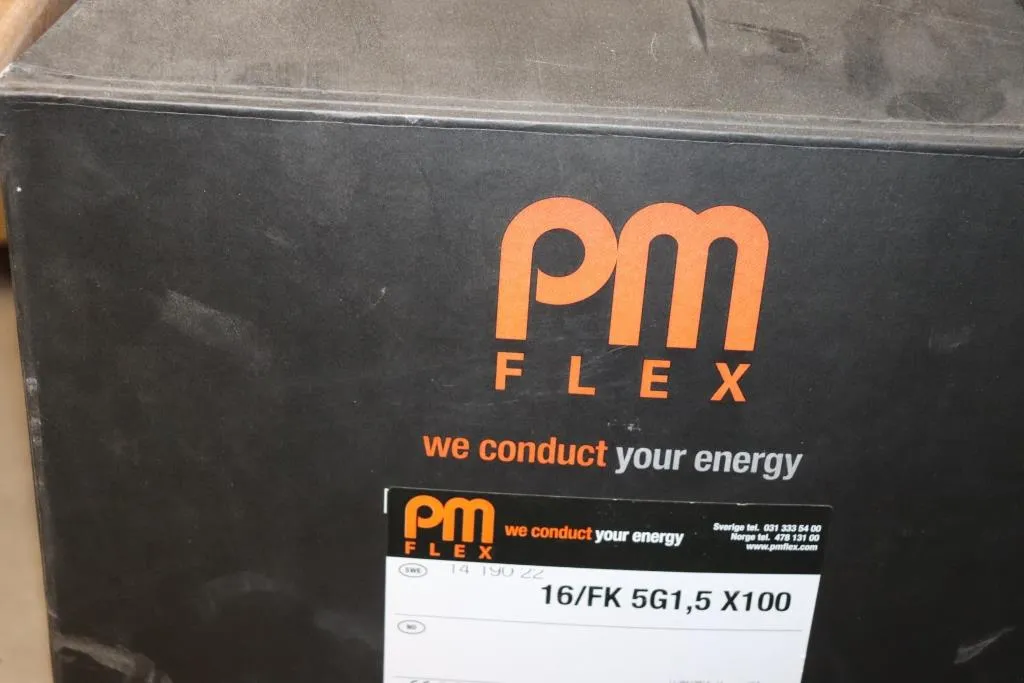 PM
FLEX
we conduct your energy
PM
FLEX
we conduct your energy
Sverige tel. 031 333 54 00
Norge tel. 478 131 00
www.pmflex.com
SWE
14 190 22
16/FK 5G1,5 X100
NO